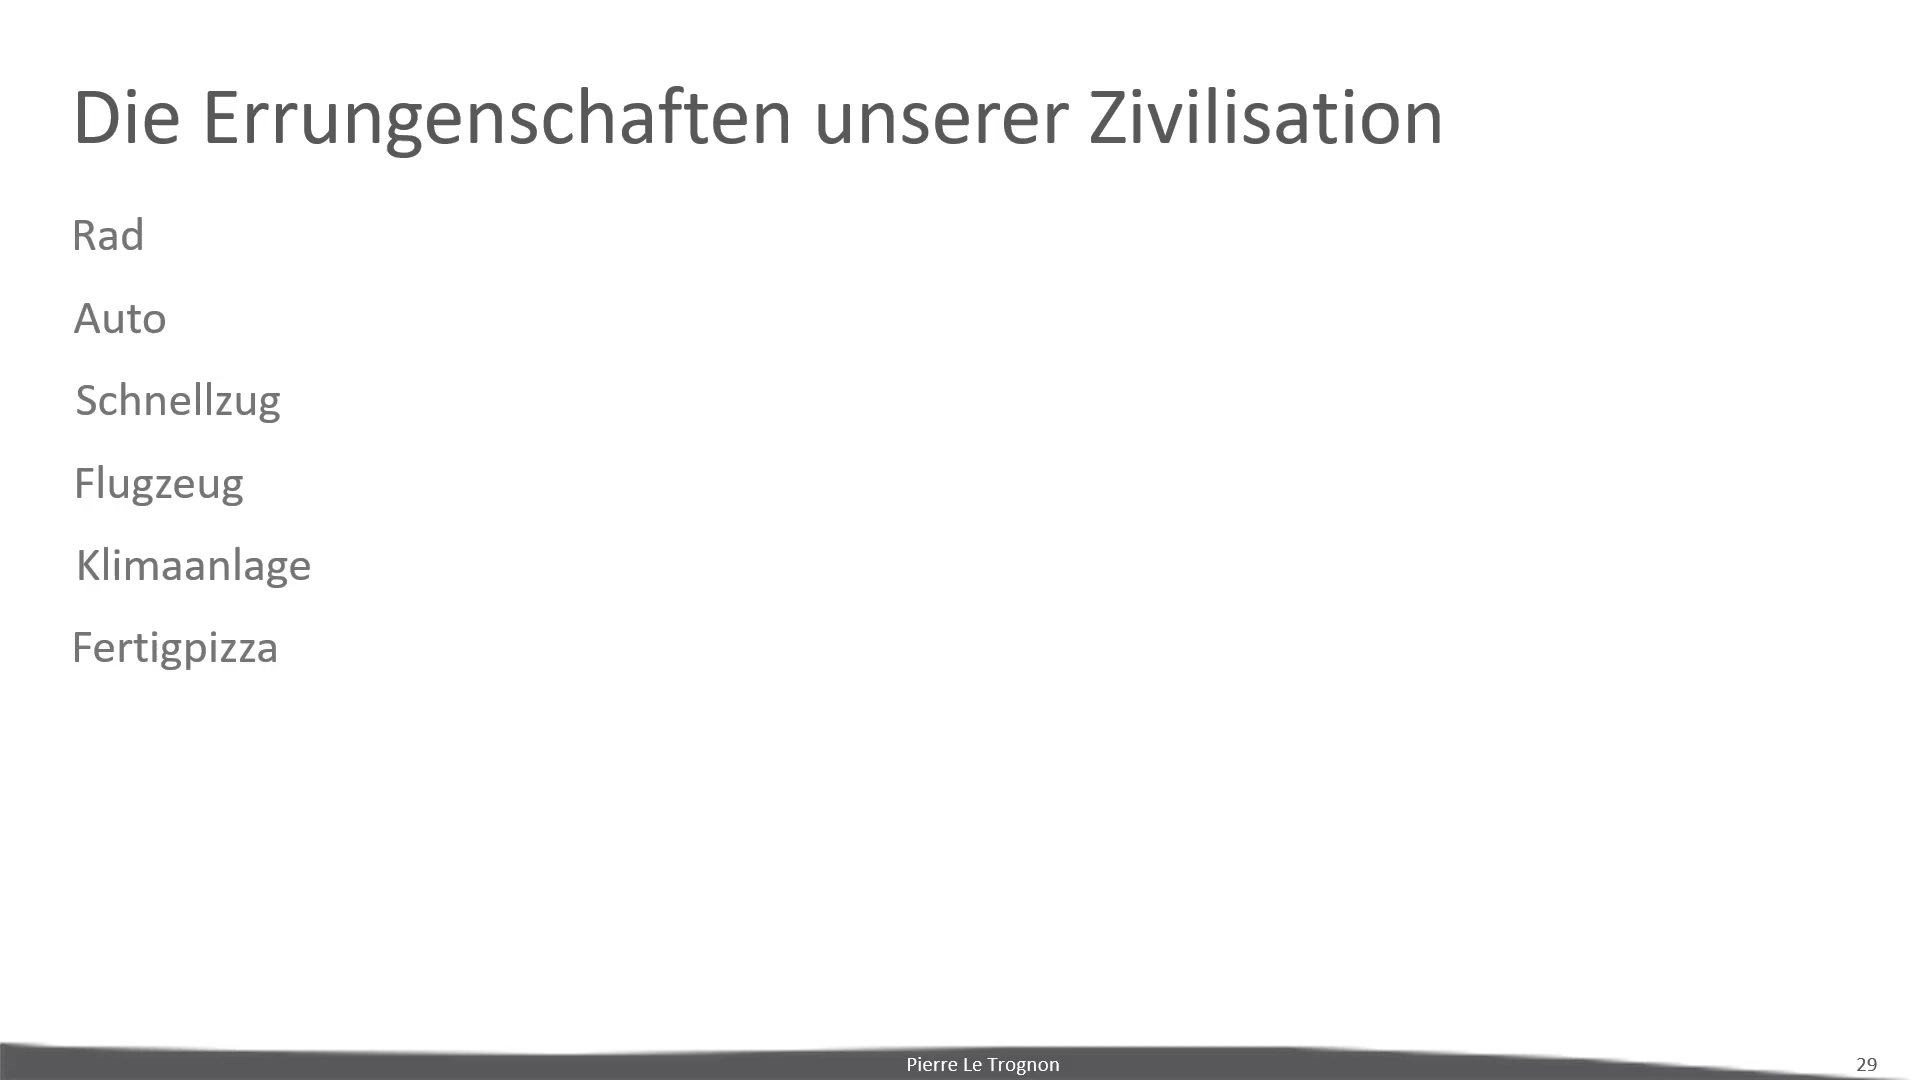 Die Errungenschaften unserer Zivilisation
Rad
Auto
Schnellzug
Flugzeug
Klimaanlage
Fertigpizza
Pierre Le Trognon
29